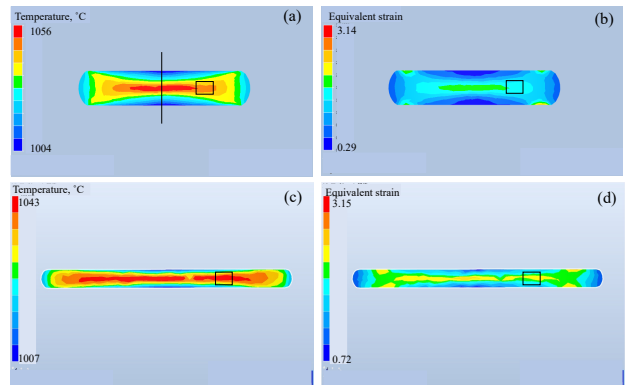 Temperature, ˚C
(a)
1056
1004
Equivalent strain
(b)
3.14
0.29
Temperature, ˚C
(c)
1043
1007
Equivalent strain
(d)
3.15
0.72